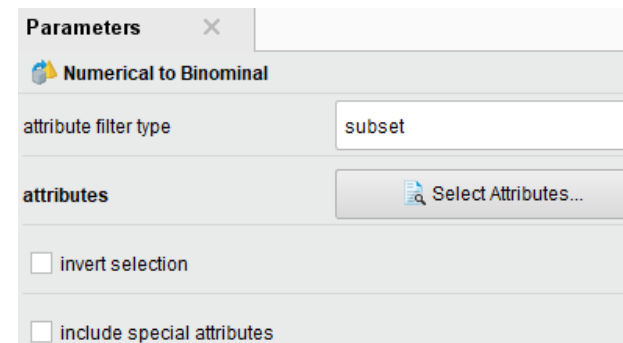 Parameters
Numerical to Binominal
attribute filter type subset
attributes Select Attributes...
invert selection
include special attributes